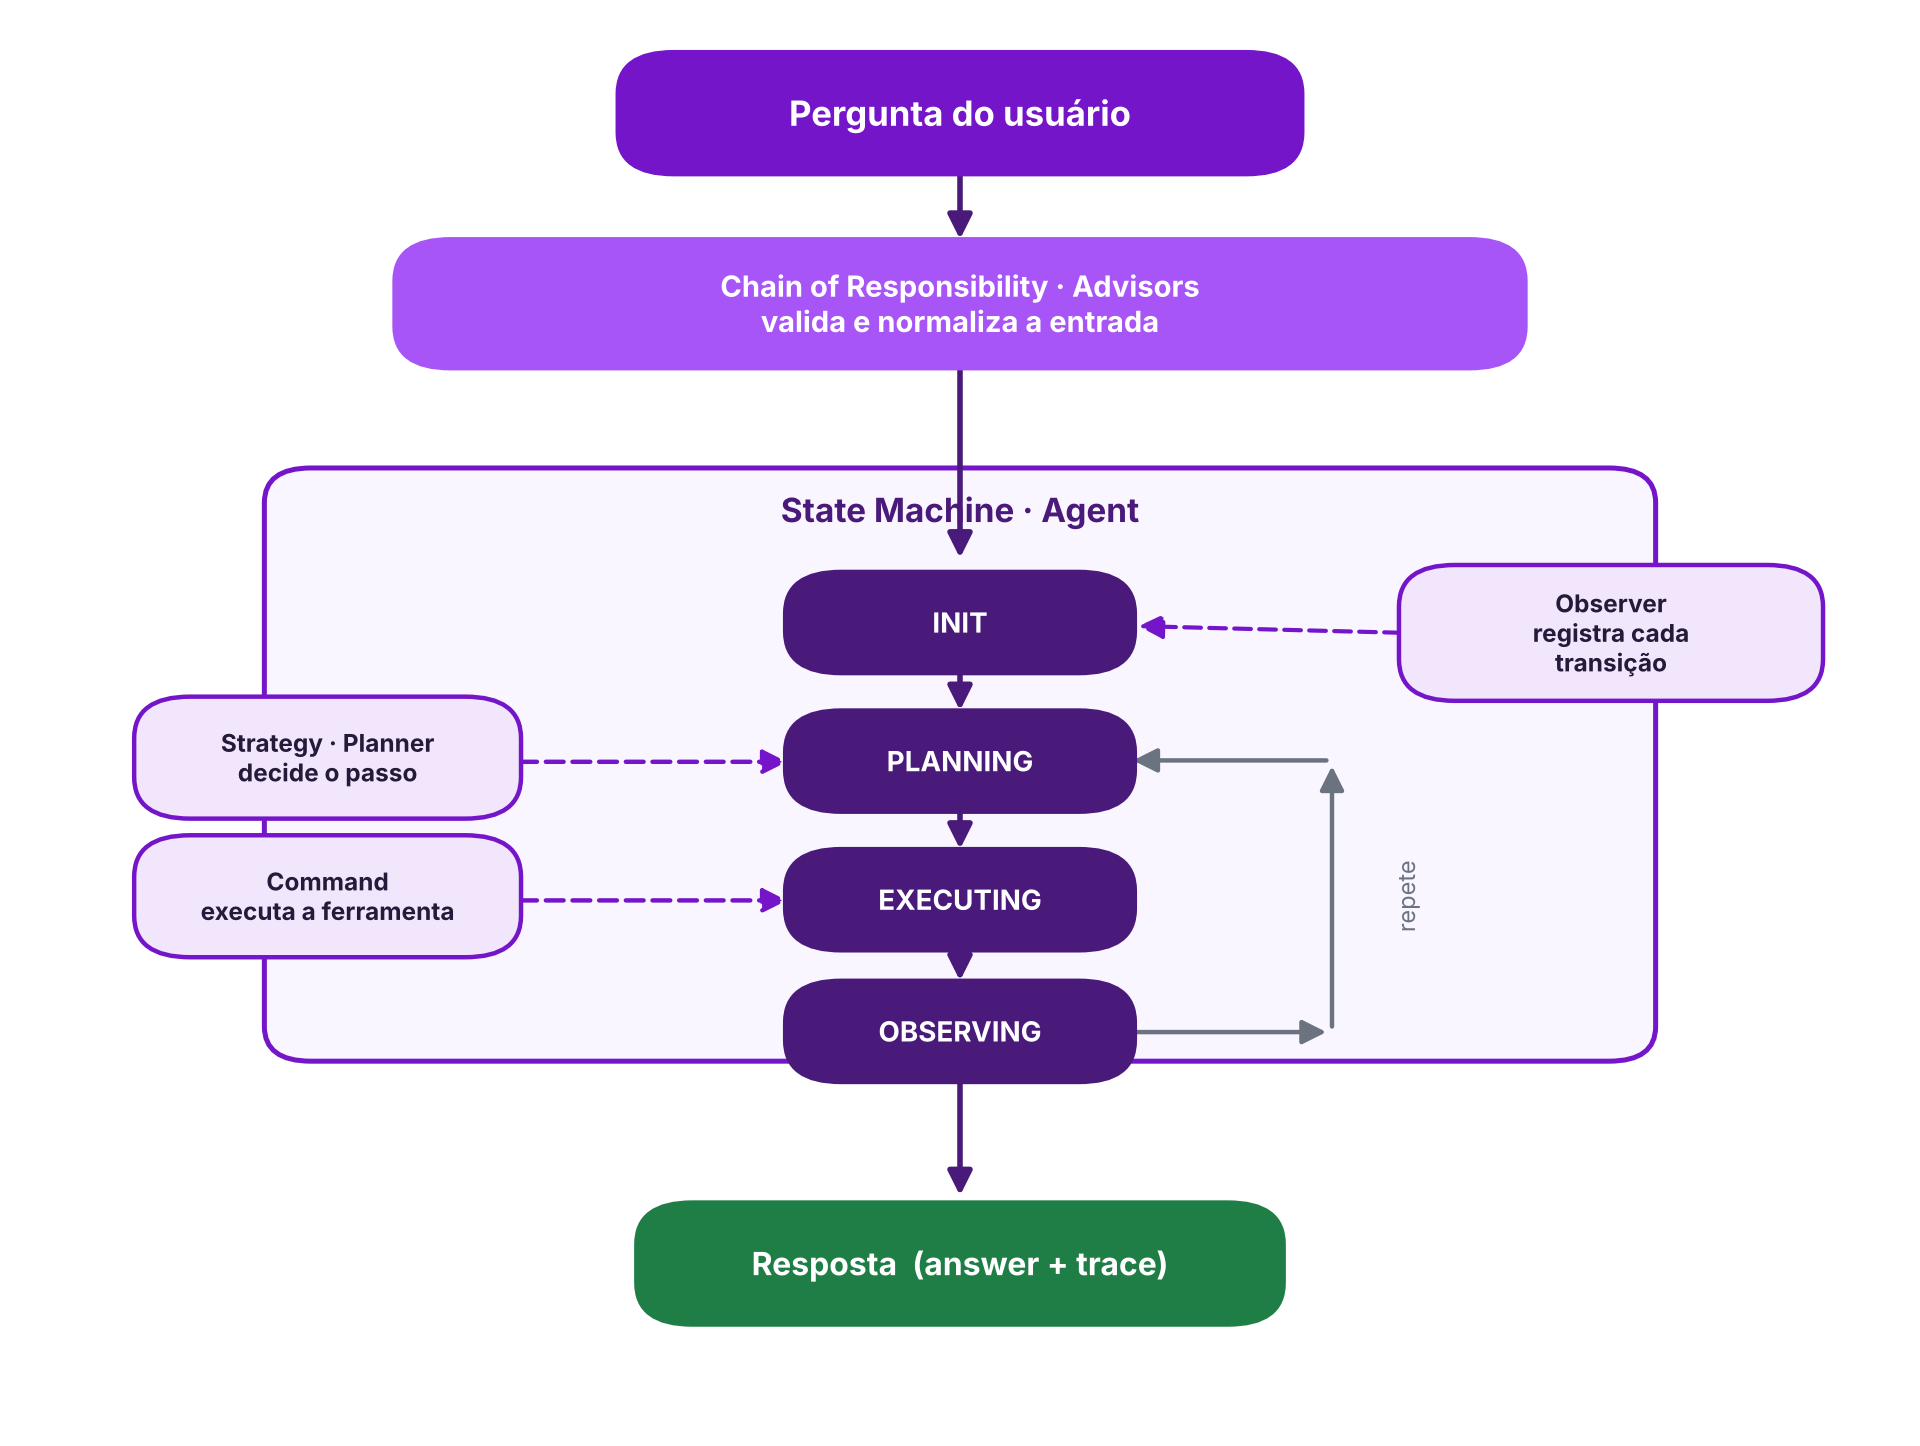 Pergunta do usuário
Chain of Responsibility · Advisors
valida e normaliza a entrada
State Machine · Agent
INIT
Observer
registra cada
transição
Strategy · Planner
decide o passo
PLANNING
Command
executa a ferramenta
EXECUTING
repete
OBSERVING
Resposta (answer + trace)